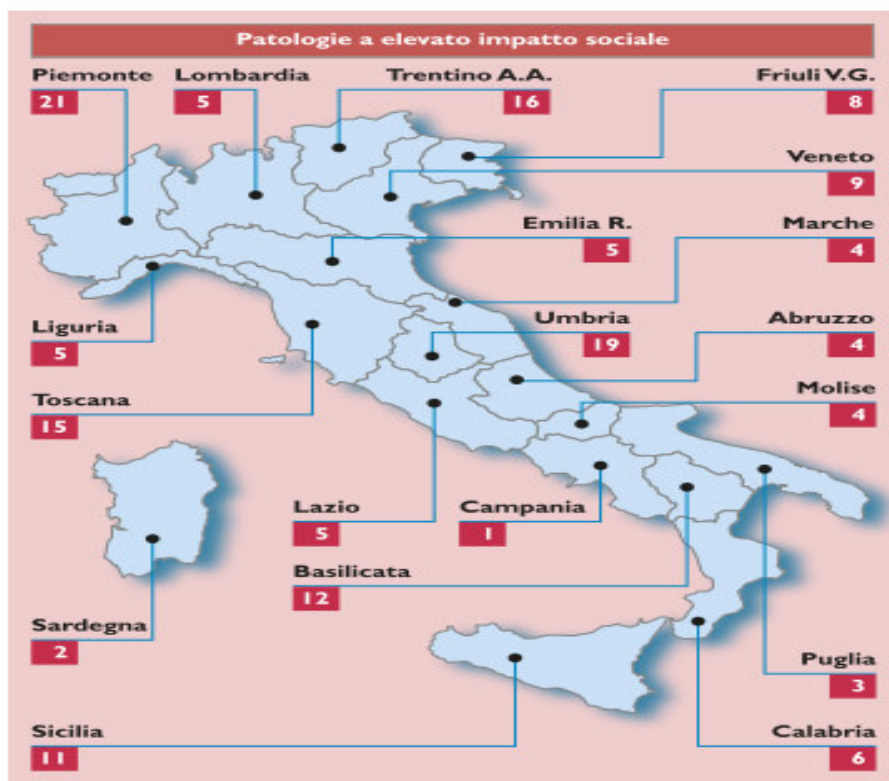 Patologie a elevato impatto sociale
Piemonte
21
Lombardia
5
Trentino A.A.
16
Friuli V.G.
8
Veneto
9
Emilia R.
5
Marche
4
Liguria
5
Umbria
19
Abruzzo
4
Toscana
15
Molise
4
Lazio
5
Campania
1
Basilicata
12
Sardegna
2
Puglia
3
Sicilia
11
Calabria
6